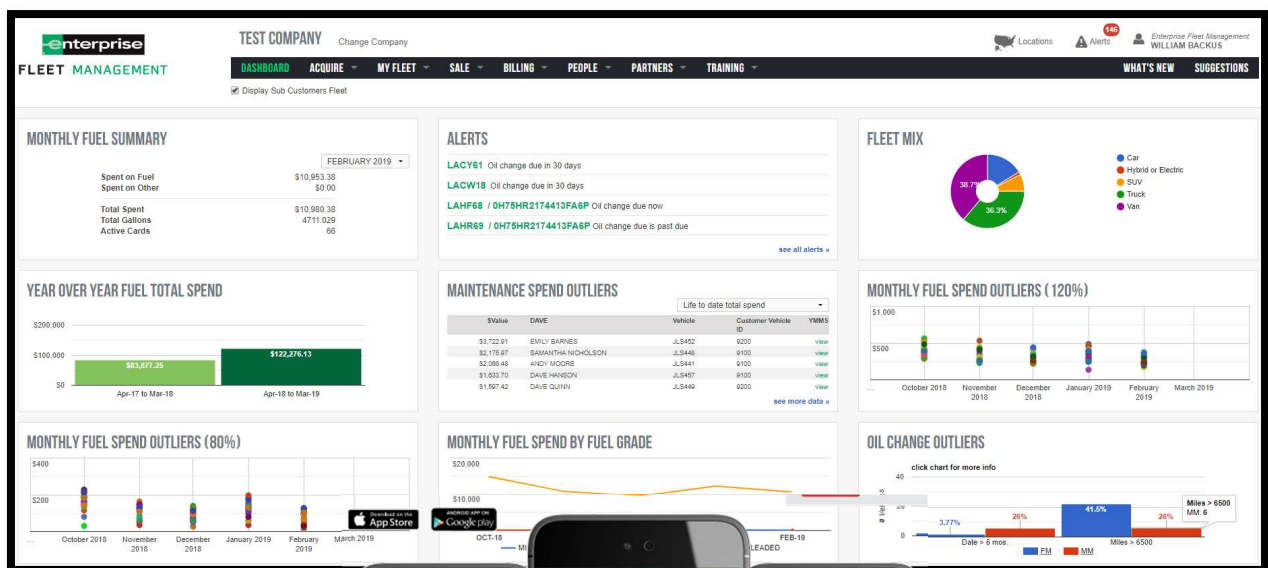 enterprise
FLEET MANAGEMENT
TEST COMPANY Change Company
Locations
146
Alerts
Enterprise Fleet Management
WILLIAM BACKUS
DASHBOARD ACQUIRE MY FLEET SALE BILLING PEOPLE PARTNERS TRAINING WHAT'S NEW SUGGESTIONS
Display Sub Customers Fleet
MONTHLY FUEL SUMMARY
FEBRUARY 2019
Spent on Fuel $10,953.38
Spent on Other $0.00
Total Spent $10,980.38
Total Gallons 4711.029
Active Cards 66
ALERTS
LACY61 Oil change due in 30 days
LACW18 Oil change due in 30 days
LAHF68 / 0H75HR2174413FA6P Oil change due now
LAHR69 / 0H75HR2174413FA6P Oil change due is past due
see all alerts »
FLEET MIX
38.7%
36.3%
Car
Hybrid or Electric
SUV
Truck
Van
YEAR OVER YEAR FUEL TOTAL SPEND
$200,000
$100,000
$0
$83,877.25
$122,276.13
Apr-17 to Mar-18
Apr-18 to Mar-19
MAINTENANCE SPEND OUTLIERS
Life to date total spend
$Value DAVE Vehicle Customer Vehicle ID YMMS
$3,722.91 EMILY BARNES JLS452 9200 view
$2,175.97 SAMANTHA NICHOLSON JLS448 9100 view
$2,066.48 ANDY MOORE JLS441 9100 view
$1,633.70 DAVE HANSON JLS457 9100 view
$1,597.42 DAVE QUINN JLS449 9200 view
see more data »
MONTHLY FUEL SPEND OUTLIERS (120%)
$1,000
$500
... October 2018 November 2018 December 2018 January 2019 February 2019 March 2019
MONTHLY FUEL SPEND OUTLIERS (80%)
$400
$200
... October 2018 November 2018 December 2018 January 2019 February 2019 March 2019
Download on the
App Store
ANDROID APP ON
Google play
MONTHLY FUEL SPEND BY FUEL GRADE
$20,000
$10,000
OCT-18
FEB-19
MI
LEADED
OIL CHANGE OUTLIERS
click chart for more info
40
20
0
3.77%
26%
41.5%
26%
Miles > 6500
MM: 6
Date > 6 mos
Miles > 6500
FM MM